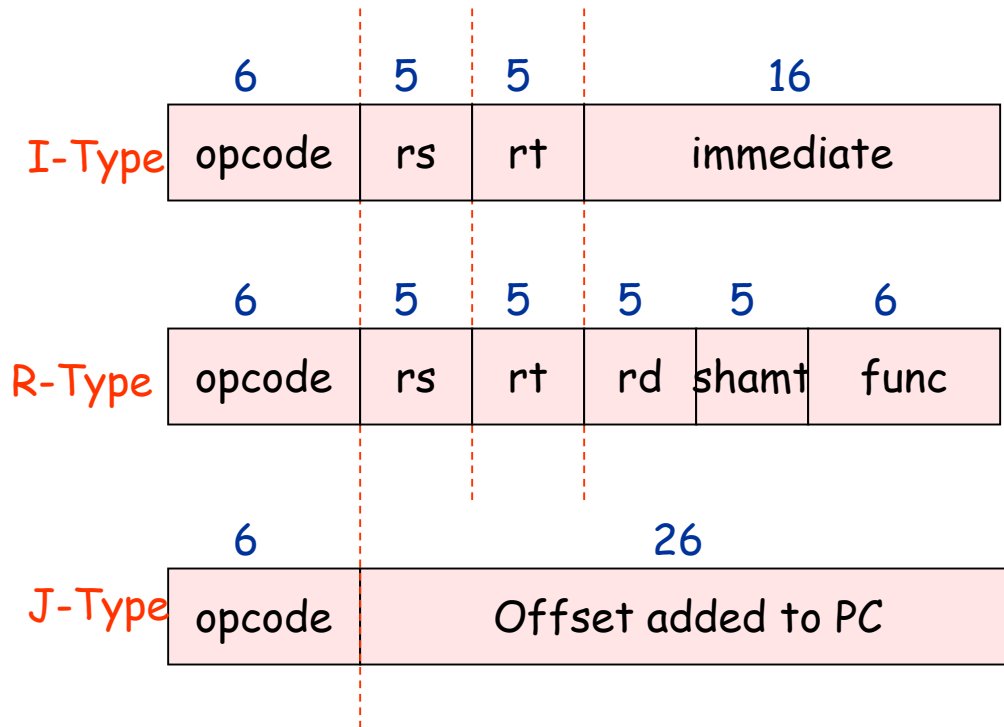 6 5 5 16
I-Type opcode rs rt immediate
6 5 5 5 5 6
R-Type opcode rs rt rd shamt func
6 26
J-Type opcode Offset added to PC